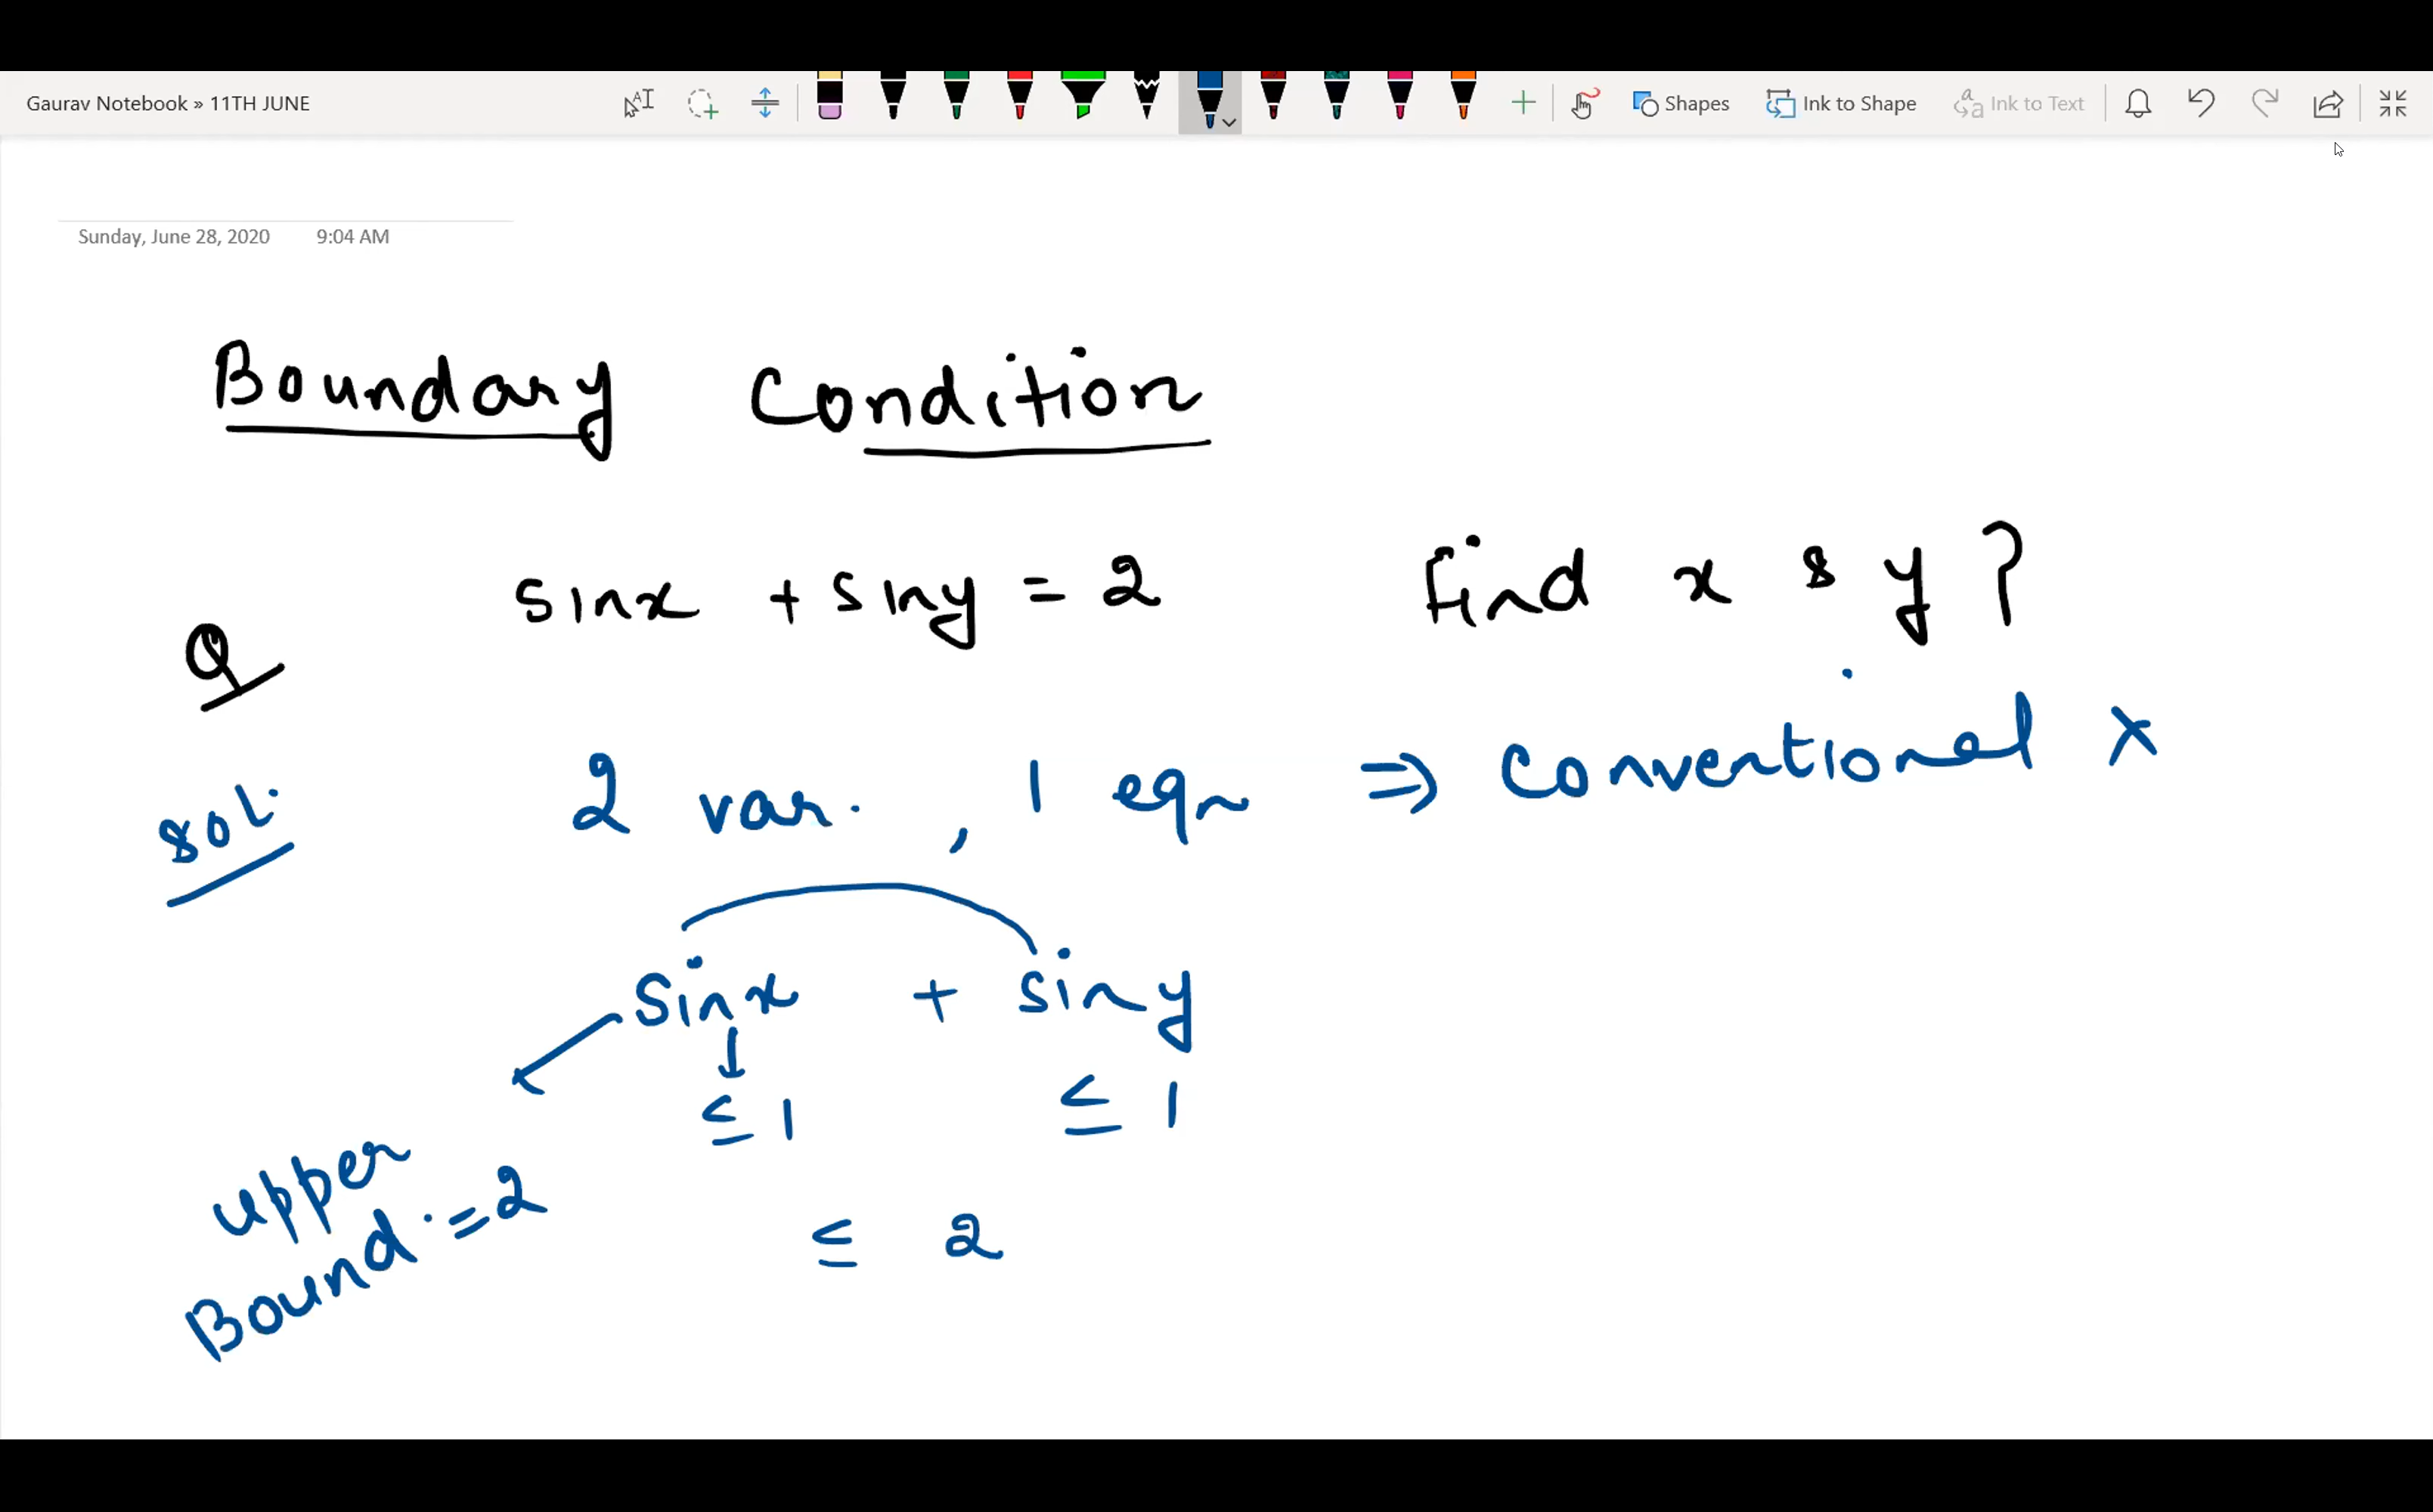 Gaurav Notebook » 11TH JUNE
Shapes
Ink to Shape
Ink to Text
Sunday, June 28, 2020 9:04 AM
Boundary Condition
Q sinx + siny = 2 Find x & y ?
sol. 2 var. , 1 eqn ⇒ conventional ×
sinx + siny
↓
≤ 1 ≤ 1
upper
Bound. = 2
≤ 2